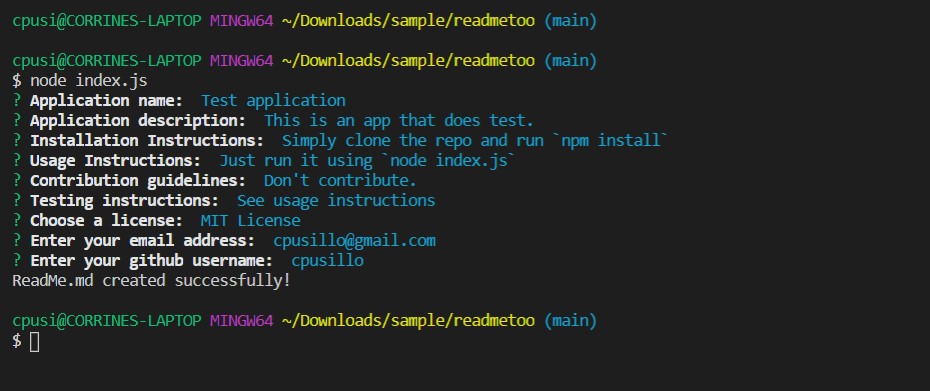 cpusi@CORRINES-LAPTOP MINGW64 ~/Downloads/sample/readmetoo (main)
cpusi@CORRINES-LAPTOP MINGW64 ~/Downloads/sample/readmetoo (main)
$ node index.js
? Application name:  Test application
? Application description:  This is an app that does test.
? Installation Instructions:  Simply clone the repo and run `npm install`
? Usage Instructions:  Just run it using `node index.js`
? Contribution guidelines:  Don't contribute.
? Testing instructions:  See usage instructions
? Choose a license:  MIT License
? Enter your email address:  cpusillo@gmail.com
? Enter your github username:  cpusillo
ReadMe.md created successfully!
cpusi@CORRINES-LAPTOP MINGW64 ~/Downloads/sample/readmetoo (main)
$